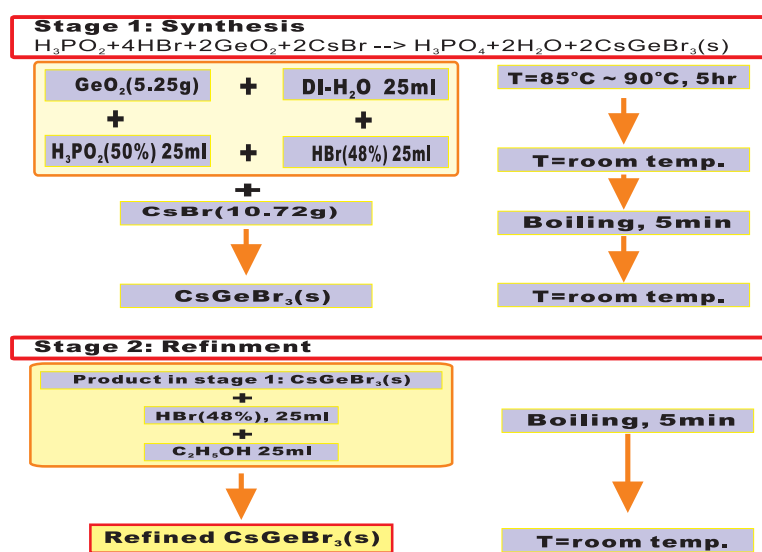 Stage 1: Synthesis
H₃PO₂+4HBr+2GeO₂+2CsBr --> H₃PO₄+2H₂O+2CsGeBr₃(s)
GeO₂(5.25g) + DI-H₂O 25ml
+ +
H₃PO₂(50%) 25ml + HBr(48%) 25ml
+
CsBr(10.72g)
CsGeBr₃(s)
T=85°C ~ 90°C, 5hr
T=room temp.
Boiling, 5min
T=room temp.
Stage 2: Refinment
Product in stage 1: CsGeBr₃(s)
+
HBr(48%), 25ml
+
C₂H₅OH 25ml
Refined CsGeBr₃(s)
Boiling, 5min
T=room temp.